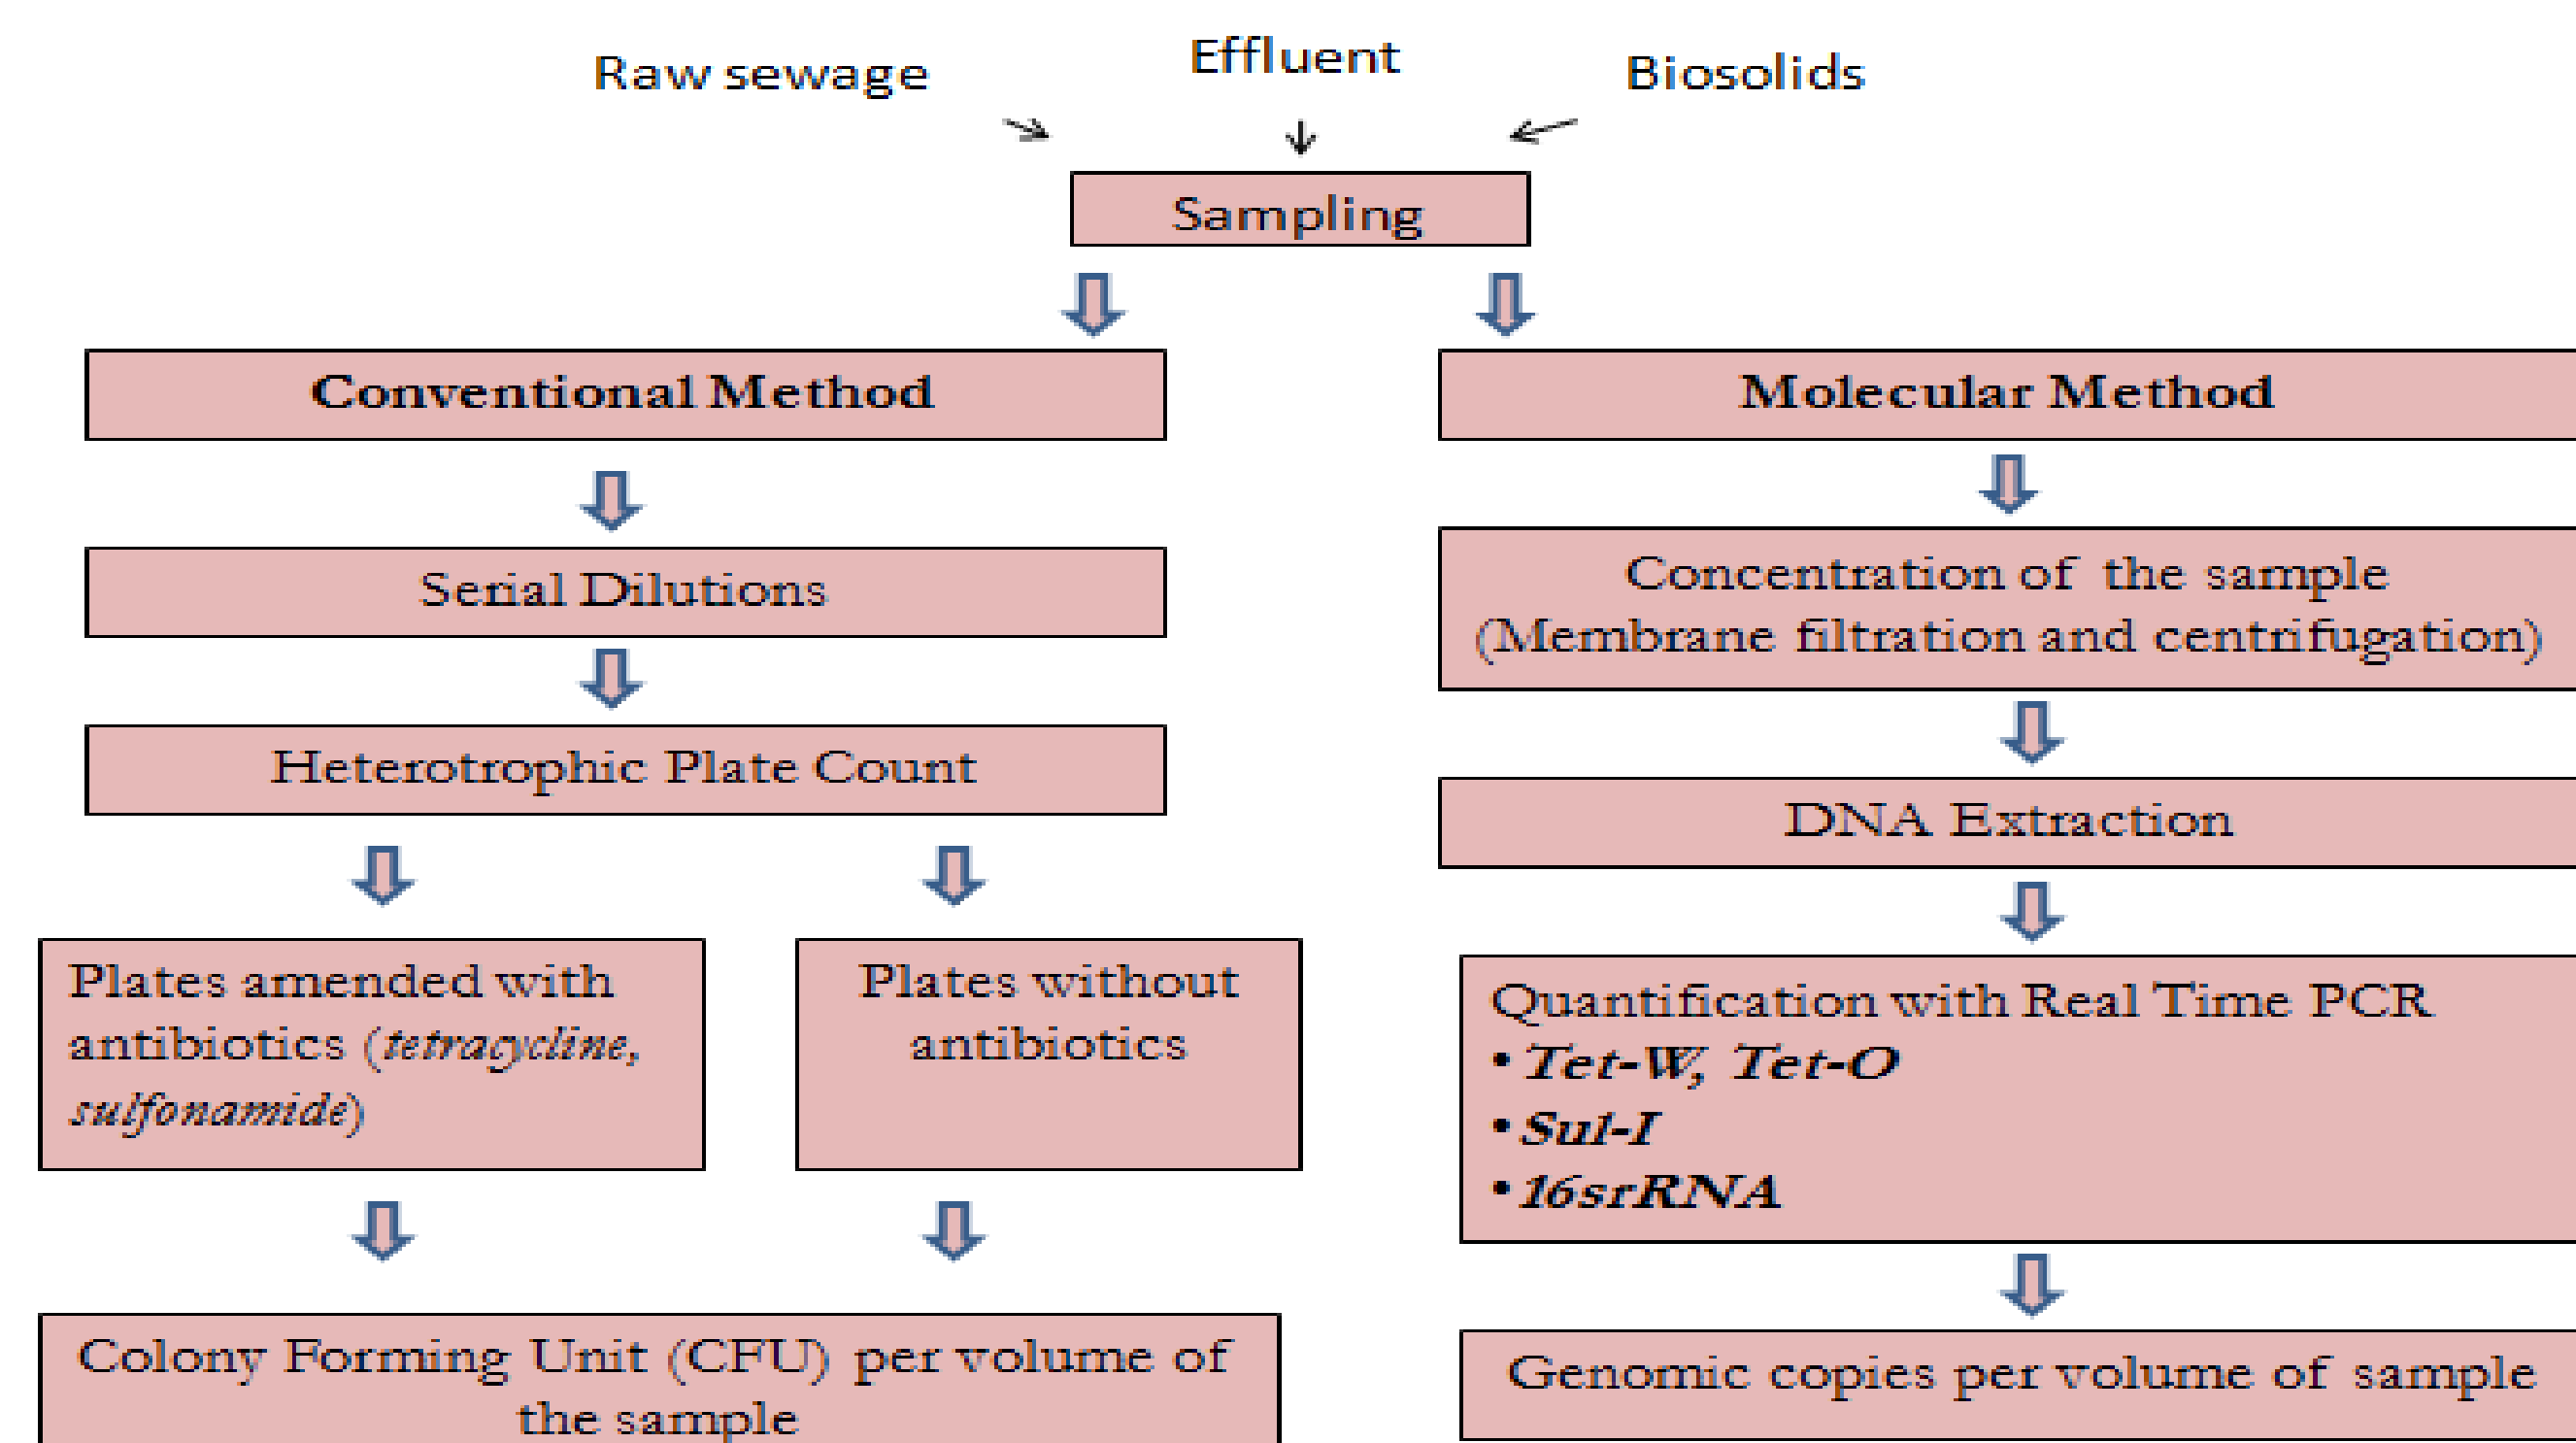 Raw sewage
Effluent
Biosolids
Sampling
Conventional Method
Serial Dilutions
Heterotrophic Plate Count
Plates amended with
antibiotics (tetracycline,
sulfonamide)
Plates without
antibiotics
Colony Forming Unit (CFU) per volume of
the sample
Molecular Method
Concentration of the sample
(Membrane filtration and centrifugation)
DNA Extraction
Quantification with Real Time PCR
•Tet-W, Tet-O
•Sul-I
•16srRNA
Genomic copies per volume of sample